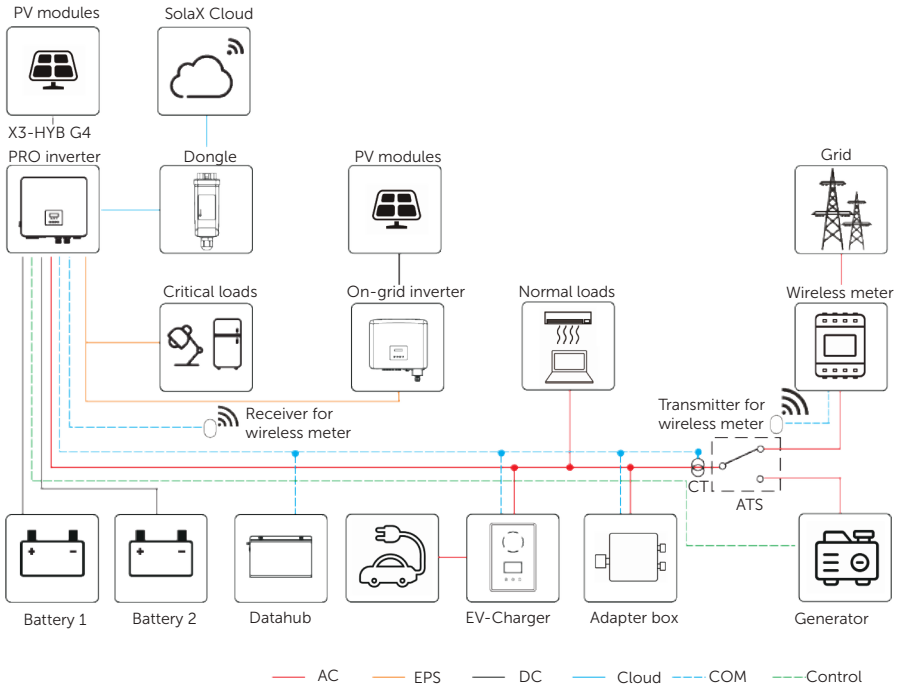 PV modules
SolaX Cloud
X3-HYB G4
PRO inverter
Dongle
PV modules
Grid
Critical loads
On-grid inverter
Normal loads
Wireless meter
Receiver for
wireless meter
Transmitter for
wireless meter
CT
ATS
Battery 1
Battery 2
Datahub
EV-Charger
Adapter box
Generator
AC
EPS
DC
Cloud
COM
Control